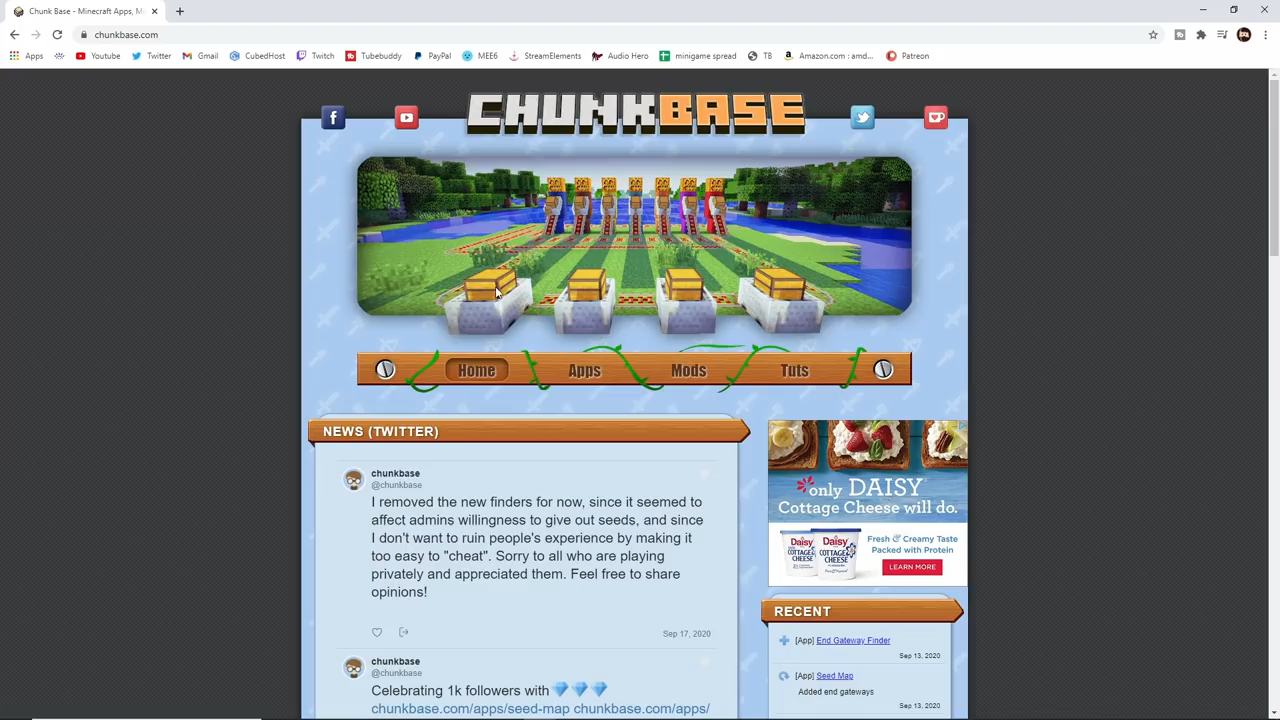 Chunk Base - Minecraft Apps, M
chunkbase.com
Apps
Youtube
Twitter
Gmail
CubedHost
Twitch
Tubebuddy
PayPal
MEE6
StreamElements
Audio Hero
minigame spread
TB
Amazon.com : amd...
Patreon
CHUNKBASE
Home
Apps
Mods
Tuts
NEWS (TWITTER)
chunkbase
@chunkbase
I removed the new finders for now, since it seemed to
affect admins willingness to give out seeds, and since
I don't want to ruin people's experience by making it
too easy to "cheat". Sorry to all who are playing
privately and appreciated them. Feel free to share
opinions!
Sep 17, 2020
chunkbase
@chunkbase
Celebrating 1k followers with
chunkbase.com/apps/seed-map chunkbase.com/apps/
only DAISY
Cottage Cheese will do.
Fresh & Creamy Taste
Packed with Protein
LEARN MORE
Daisy
COTTAGE
CHEESE
Daisy
COTTAGE
CHEESE
RECENT
[App] End Gateway Finder
Sep 13, 2020
[App] Seed Map
Added end gateways
Sep 13, 2020